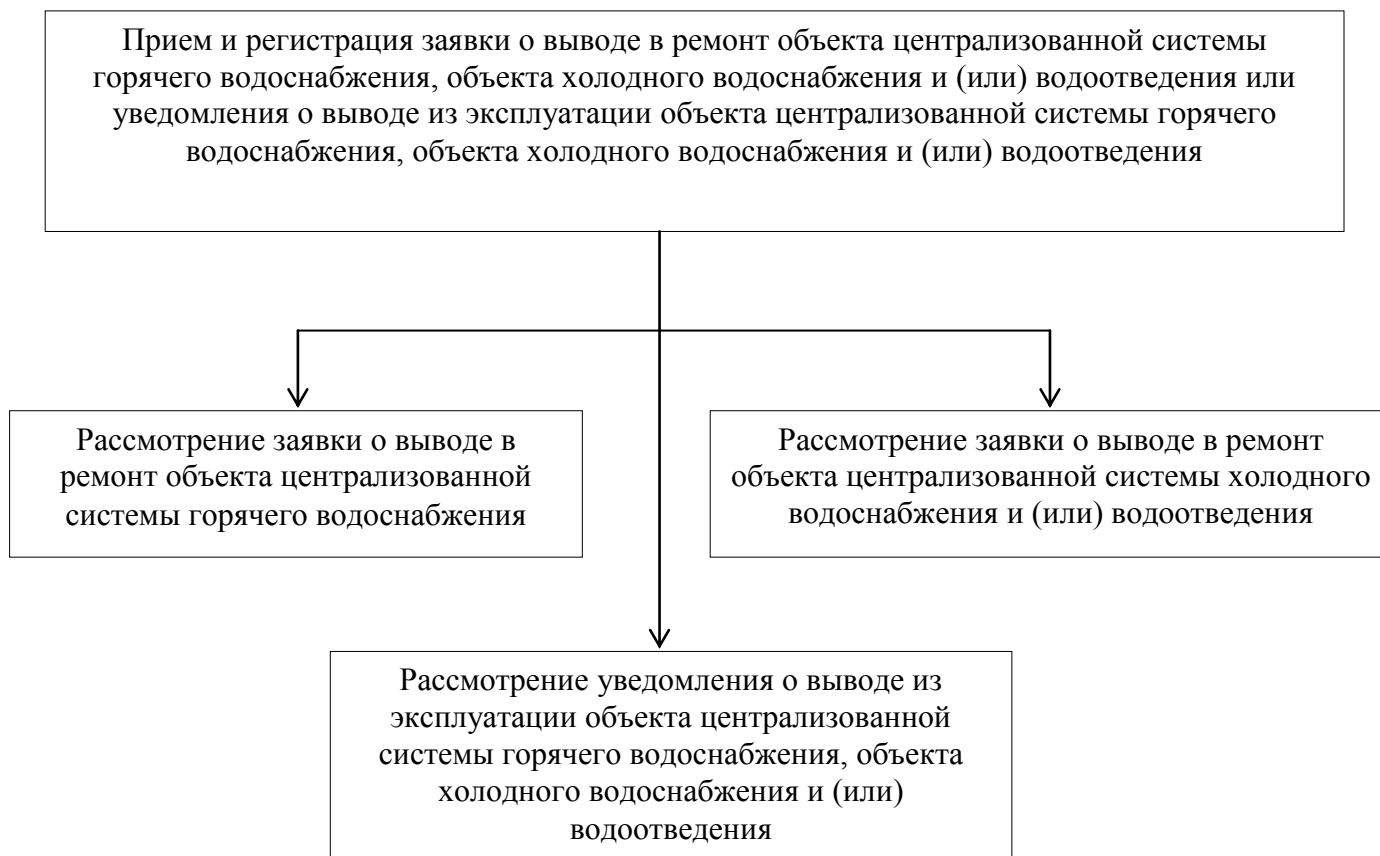 Прием и регистрация заявки о выводе в ремонт объекта централизованной системы
горячего водоснабжения, объекта холодного водоснабжения и (или) водоотведения или
уведомления о выводе из эксплуатации объекта централизованной системы горячего
водоснабжения, объекта холодного водоснабжения и (или) водоотведения
Рассмотрение заявки о выводе в
ремонт объекта централизованной
системы горячего водоснабжения
Рассмотрение заявки о выводе в ремонт
объекта централизованной системы холодного
водоснабжения и (или) водоотведения
Рассмотрение уведомления о выводе из
эксплуатации объекта централизованной
системы горячего водоснабжения, объекта
холодного водоснабжения и (или)
водоотведения